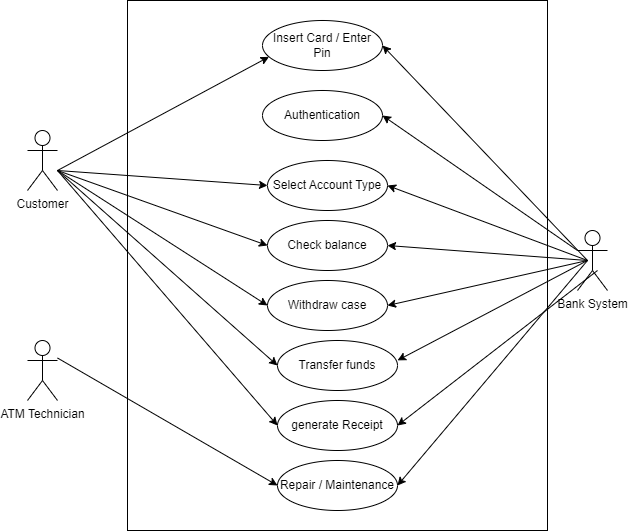 Insert Card / Enter
Pin
Authentication
Select Account Type
Customer
Check balance
Withdraw case
Bank System
Transfer funds
ATM Technician
generate Receipt
Repair / Maintenance